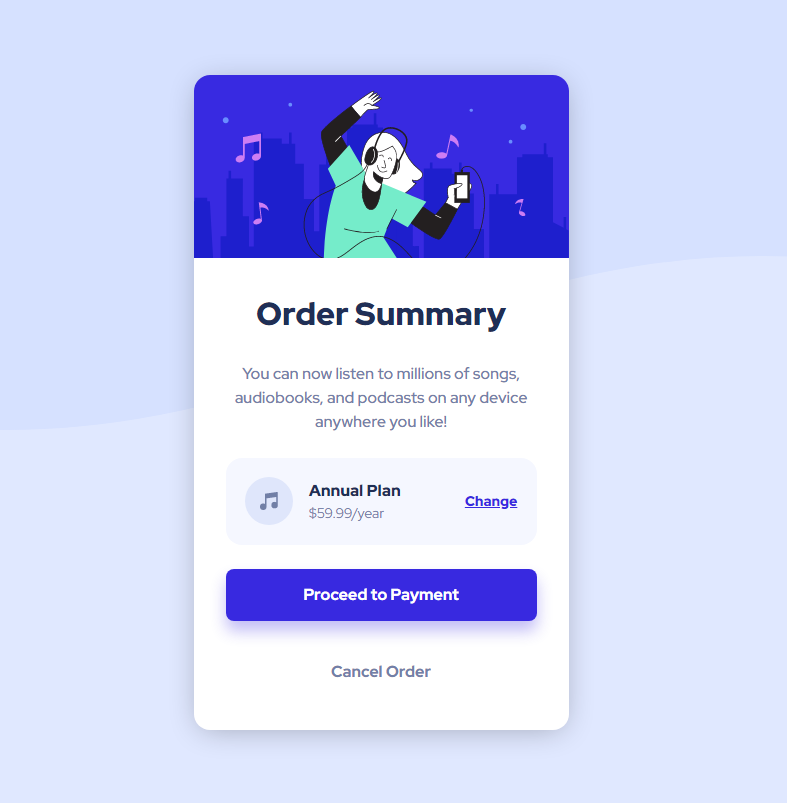 Order Summary
You can now listen to millions of songs,
audiobooks, and podcasts on any device
anywhere you like!
Annual Plan
$59.99/year
Change
Proceed to Payment
Cancel Order